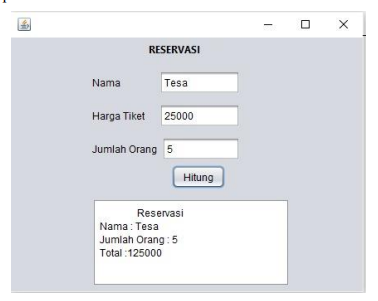 RESERVASI
Nama Tesa
Harga Tiket 25000
Jumlah Orang 5
Hitung
Reservasi
Nama : Tesa
Jumlah Orang : 5
Total :125000